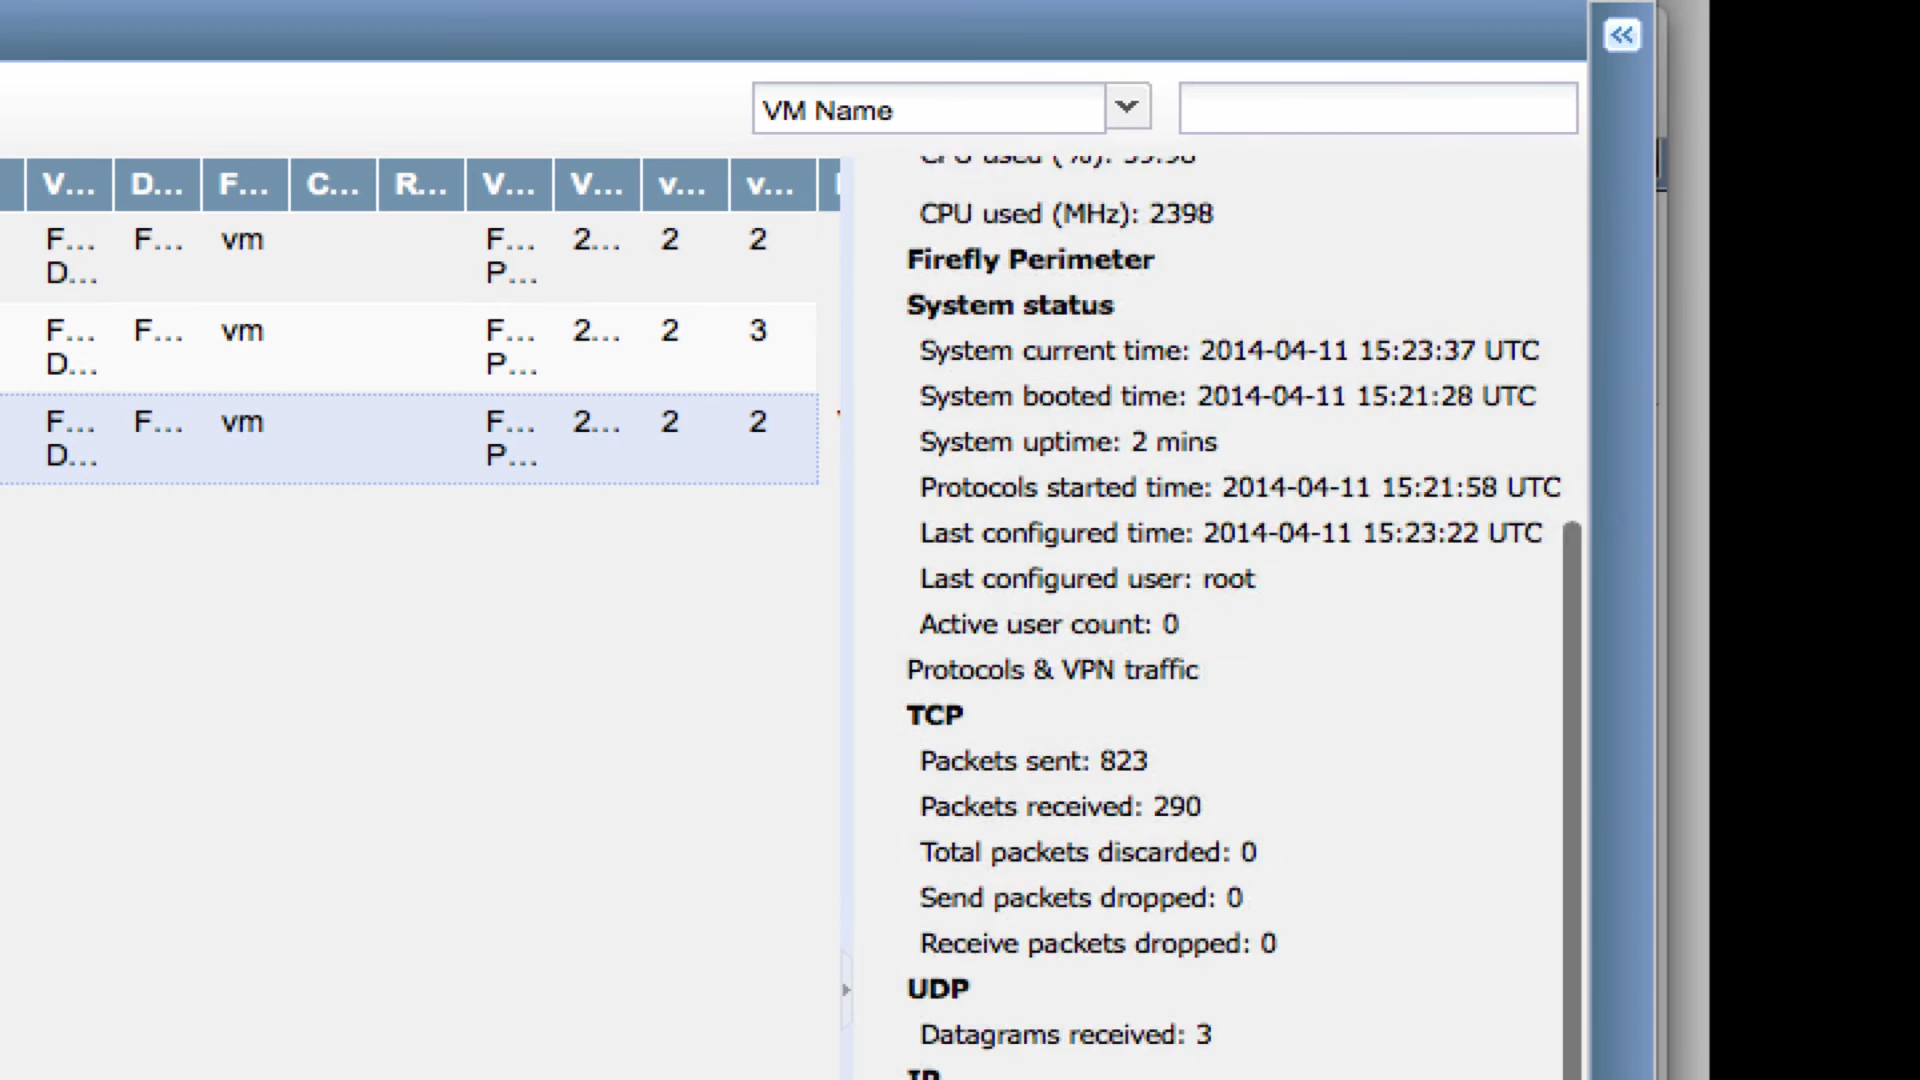 VM Name
V... D... F... C... R... V... V... v... v...
F... F... vm F... 2... 2 2
D... P...
F... F... vm F... 2... 2 3
D... P...
F... F... vm F... 2... 2 2
D... P...
CPU used (MHz): 2398
Firefly Perimeter
System status
System current time: 2014-04-11 15:23:37 UTC
System booted time: 2014-04-11 15:21:28 UTC
System uptime: 2 mins
Protocols started time: 2014-04-11 15:21:58 UTC
Last configured time: 2014-04-11 15:23:22 UTC
Last configured user: root
Active user count: 0
Protocols & VPN traffic
TCP
Packets sent: 823
Packets received: 290
Total packets discarded: 0
Send packets dropped: 0
Receive packets dropped: 0
UDP
Datagrams received: 3